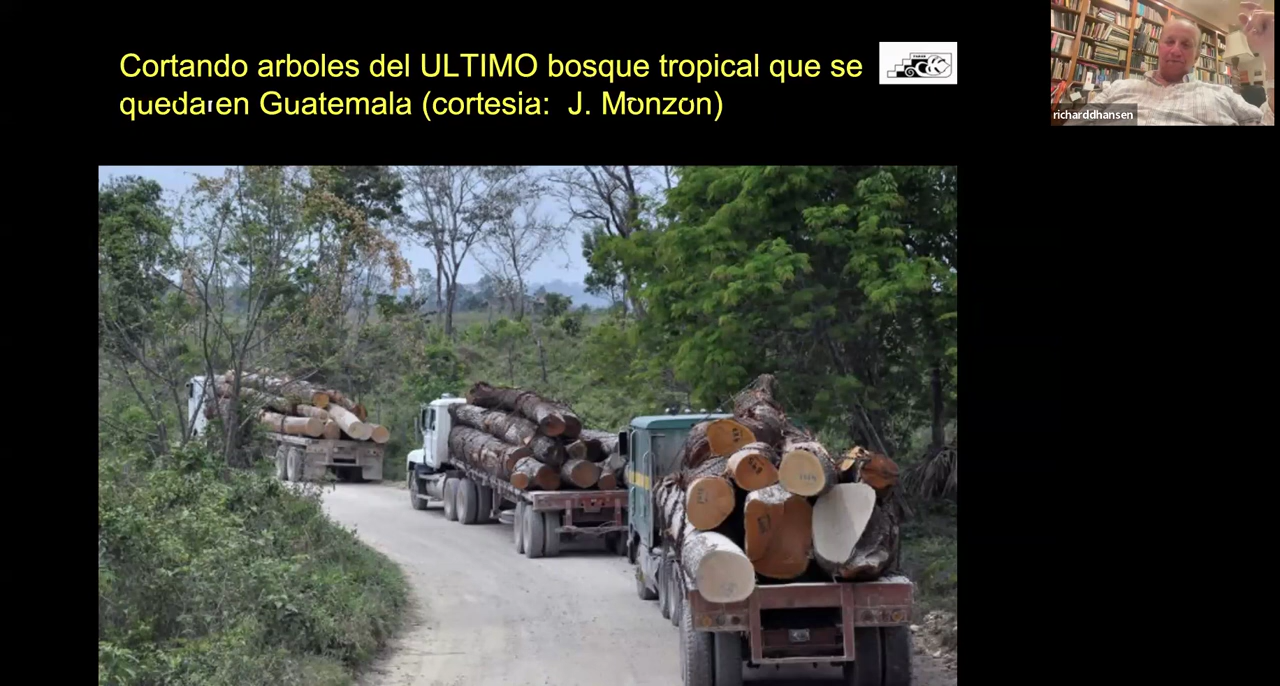 Cortando arboles del ULTIMO bosque tropical que se
queda en Guatemala (cortesia: J. Monzon)
richarddhansen